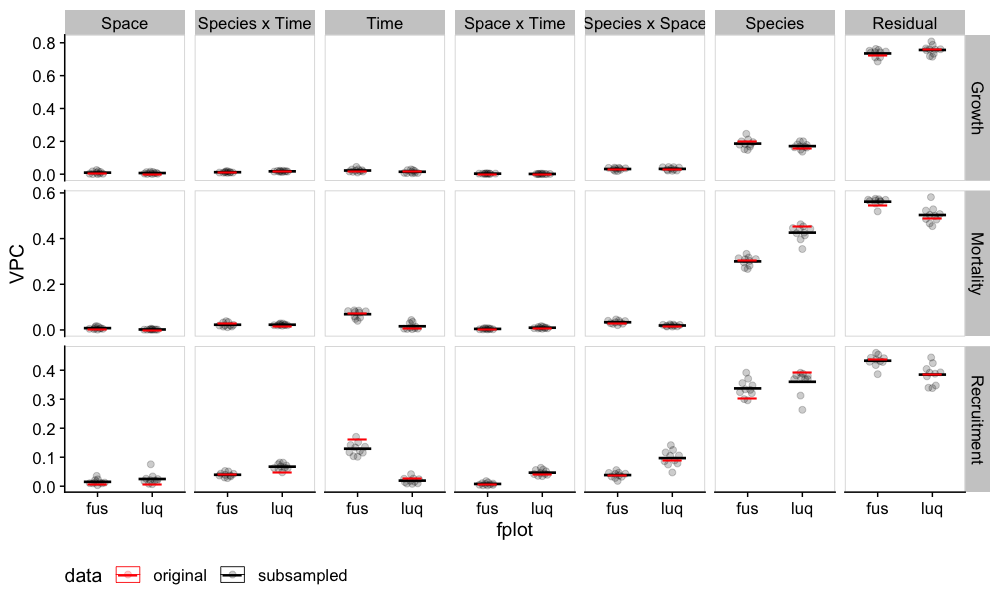 Space Species x Time Time Space x Time Species x Space Species Residual
0.8
0.6
0.4
0.2
0.0
Growth
0.6
0.4
0.2
0.0
Mortality
0.4
0.3
0.2
0.1
0.0
Recruitment
VPC
fus luq fus luq fus luq fus luq fus luq fus luq fus luq
fplot
data original subsampled